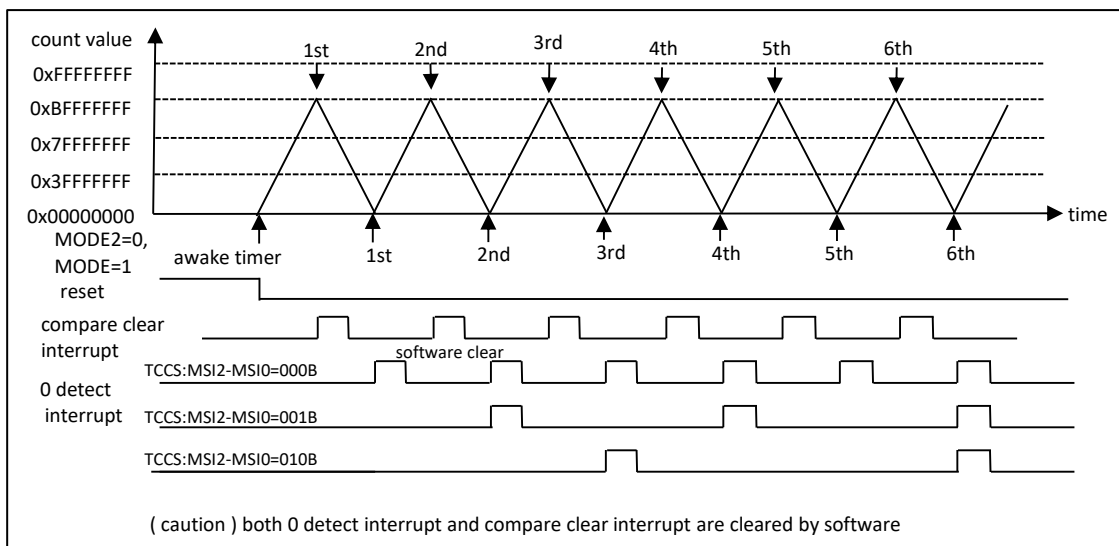 count value
1st 2nd 3rd 4th 5th 6th
0xFFFFFFFF
0xBFFFFFFF
0x7FFFFFFF
0x3FFFFFFF
0x00000000
time
MODE2=0,
MODE=1
awake timer
1st 2nd 3rd 4th 5th 6th
reset
compare clear
interrupt
software clear
TCCS:MSI2-MSI0=000B
0 detect
interrupt
TCCS:MSI2-MSI0=001B
TCCS:MSI2-MSI0=010B
( caution ) both 0 detect interrupt and compare clear interrupt are cleared by software